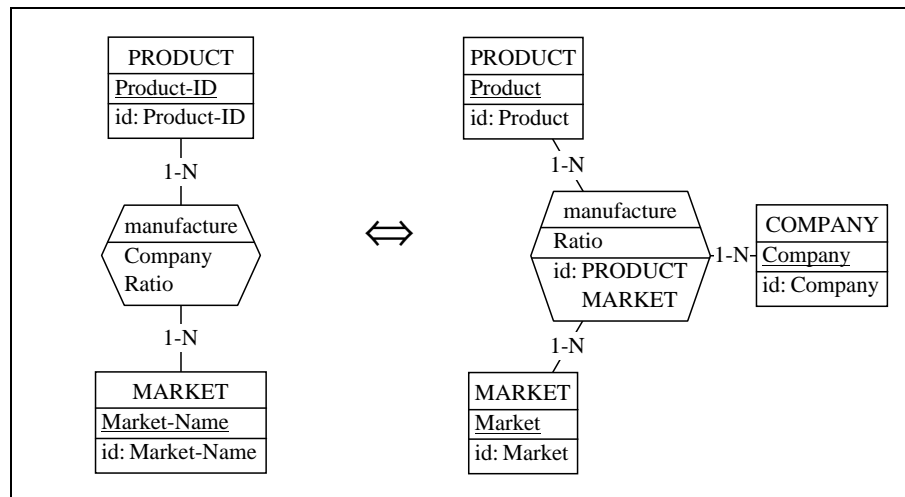 PRODUCT
Product-ID
id: Product-ID
1-N
manufacture
Company
Ratio
1-N
MARKET
Market-Name
id: Market-Name
⇔
PRODUCT
Product
id: Product
1-N
manufacture
Ratio
id: PRODUCT
MARKET
1-N
COMPANY
Company
id: Company
1-N
MARKET
Market
id: Market